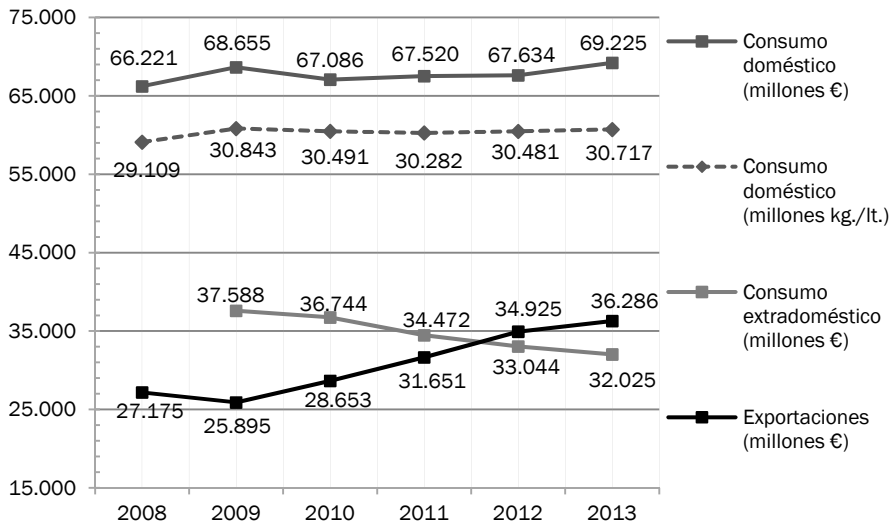 75.000
65.000
55.000
45.000
35.000
25.000
15.000
66.221 68.655 67.086 67.520 67.634 69.225
29.109 30.843 30.491 30.282 30.481 30.717
37.588 36.744 34.472 33.044 32.025
27.175 25.895 28.653 31.651 34.925 36.286
2008 2009 2010 2011 2012 2013
Consumo
doméstico
(millones €)
Consumo
doméstico
(millones kg./lt.)
Consumo
extradoméstico
(millones €)
Exportaciones
(millones €)